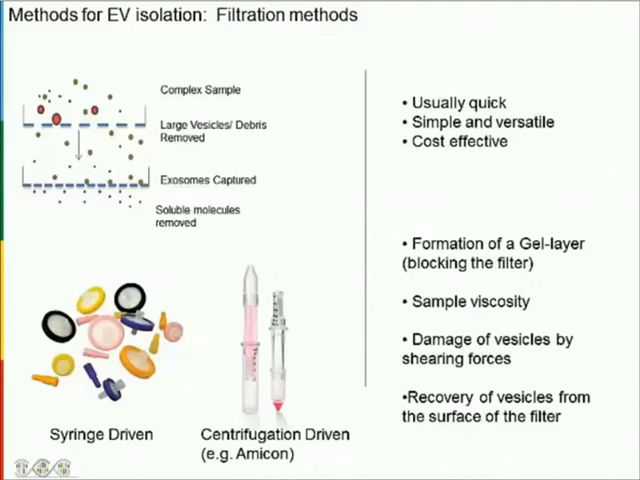 Methods for EV isolation: Filtration methods
Complex Sample
Large Vesicles/ Debris
Removed
Exosomes Captured
Soluble molecules
removed
Syringe Driven
Centrifugation Driven
(e.g. Amicon)
• Usually quick
• Simple and versatile
• Cost effective
• Formation of a Gel-layer
(blocking the filter)
• Sample viscosity
• Damage of vesicles by
shearing forces
•Recovery of vesicles from
the surface of the filter